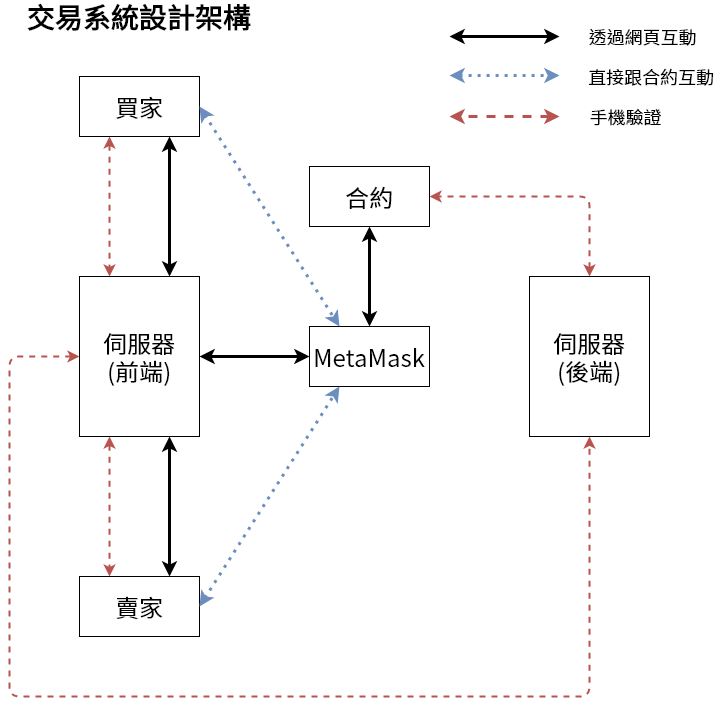 交易系統設計架構
透過網頁互動
直接跟合約互動
手機驗證
買家
合約
伺服器
(前端)
MetaMask
伺服器
(後端)
賣家